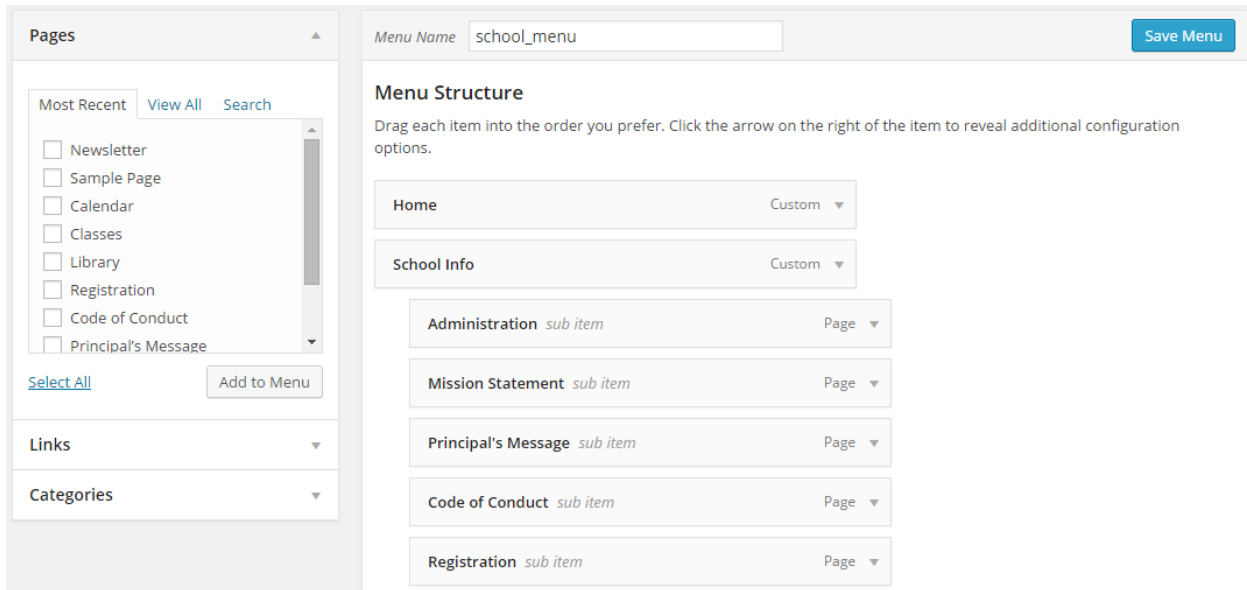 Pages
Most Recent View All Search
Newsletter
Sample Page
Calendar
Classes
Library
Registration
Code of Conduct
Principal's Message
Select All Add to Menu
Links
Categories
Menu Name school_menu Save Menu
Menu Structure
Drag each item into the order you prefer. Click the arrow on the right of the item to reveal additional configuration
options.
Home Custom
School Info Custom
Administration sub item Page
Mission Statement sub item Page
Principal's Message sub item Page
Code of Conduct sub item Page
Registration sub item Page